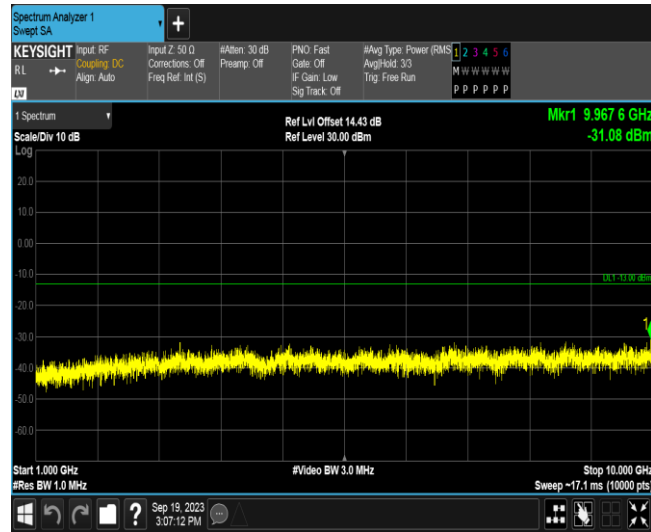 Spectrum Analyzer 1
Swept SA
+
KEYSIGHT Input: RF Input Z: 50 Ω #Atten: 30 dB PNO: Fast #Avg Type: Power (RMS 1 2 3 4 5 6
RL Coupling: DC Corrections: Off Preamp: Off Gate: Off Avg|Hold: 3/3 M W W W W W
Align: Auto Freq Ref: Int (S) IF Gain: Low Trig: Free Run
LXI Sig Track: Off P P P P P P
1 Spectrum Ref Lvl Offset 14.43 dB Mkr1 9.967 6 GHz
Scale/Div 10 dB Ref Level 30.00 dBm -31.08 dBm
Log
20.0
10.0
0.00
-10.0
DL1 -13.00 dBm
-20.0
1
-30.0
-40.0
-50.0
-60.0
Start 1.000 GHz #Video BW 3.0 MHz Stop 10.000 GHz
#Res BW 1.0 MHz Sweep ~17.1 ms (10000 pts)
? Sep 19, 2023
3:07:12 PM